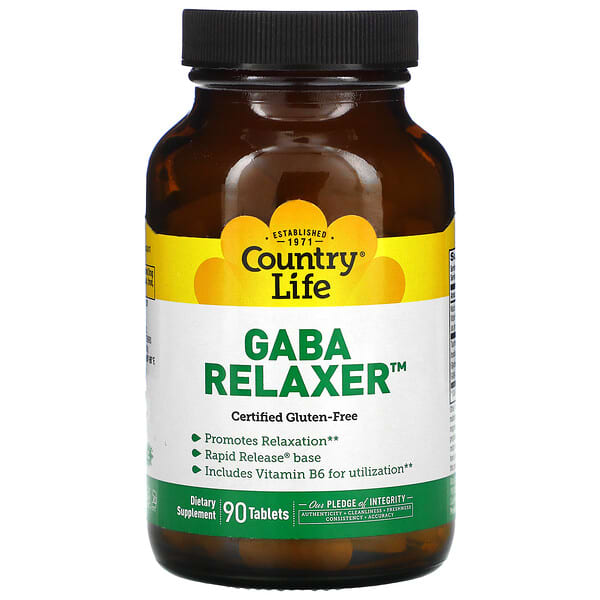 ESTABLISHED
1971
Country®
Life
GABA
RELAXER™
Certified Gluten-Free
Promotes Relaxation**
Rapid Release® base
Includes Vitamin B6 for utilization**
Dietary
Supplement
90 Tablets
Our PLEDGE of INTEGRITY
AUTHENTICITY • CLEANLINESS • FRESHNESS
CONSISTENCY • ACCURACY